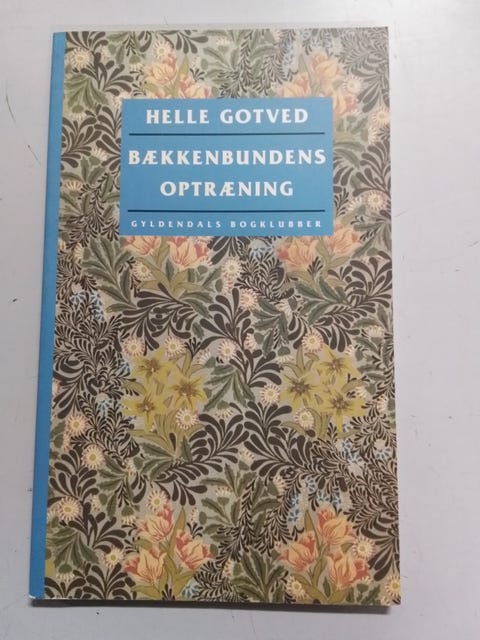 HELLE GOTVED
BÆKKENBUNDENS
OPTRÆNING
GYLDENDALS BOGKLUBBER